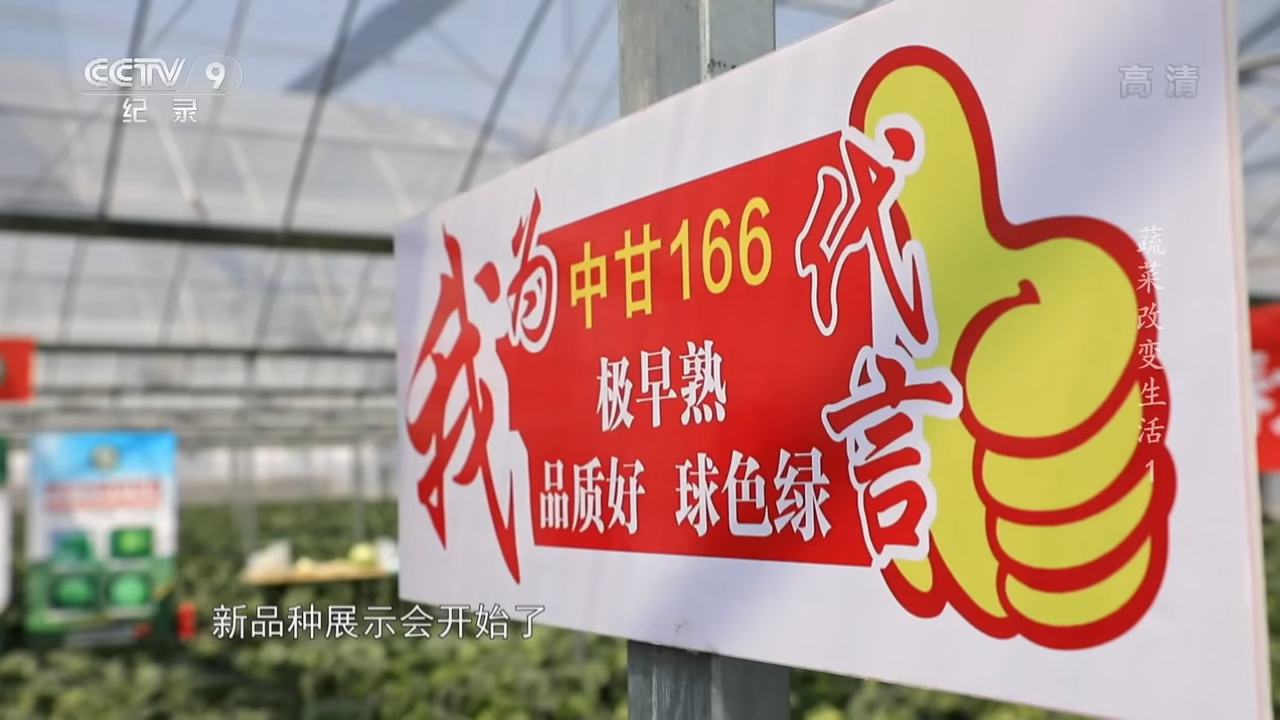 CCTV 9
纪录
高清
蔬菜改变生活1
我为
中甘166
代言
极早熟
品质好 球色绿
新品种展示会开始了